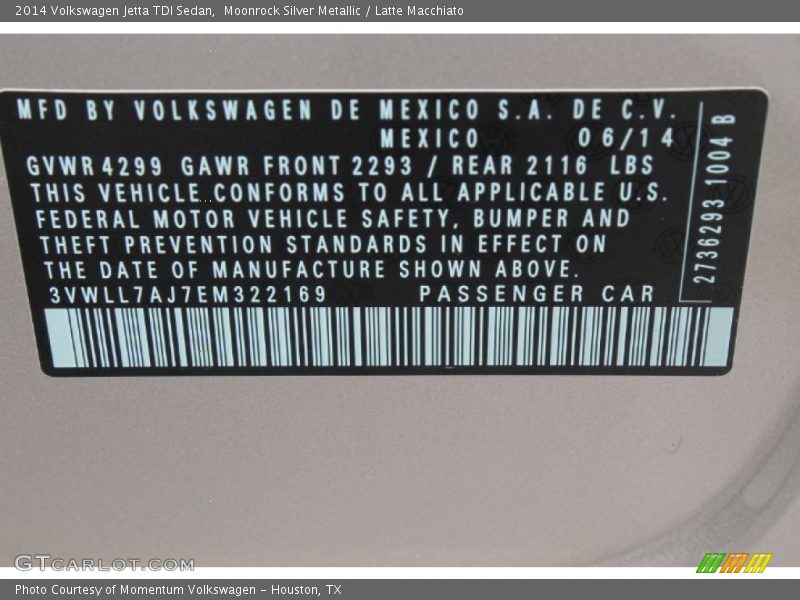 2014 Volkswagen Jetta TDI Sedan,  Moonrock Silver Metallic / Latte Macchiato
MFD BY VOLKSWAGEN DE MEXICO S.A. DE C.V.
MEXICO 06/14
GVWR 4299 GAWR FRONT 2293 / REAR 2116 LBS
THIS VEHICLE CONFORMS TO ALL APPLICABLE U.S.
FEDERAL MOTOR VEHICLE SAFETY, BUMPER AND
THEFT PREVENTION STANDARDS IN EFFECT ON
THE DATE OF MANUFACTURE SHOWN ABOVE.
3VWLL7AJ7EM322169 PASSENGER CAR
2736293 1004 B
GTCARLOT.COM
Photo Courtesy of Momentum Volkswagen - Houston, TX